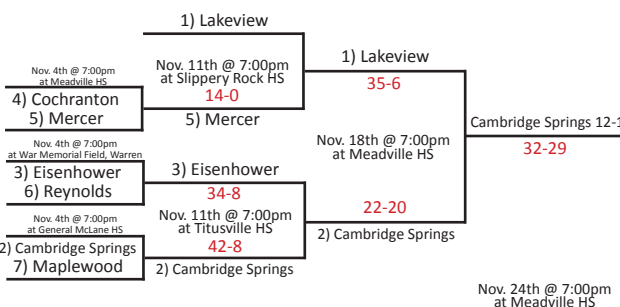 1) Lakeview
Nov. 4th @ 7:00pm
at Meadville HS
4) Cochranton
5) Mercer
Nov. 11th @ 7:00pm
at Slippery Rock HS
14-0
5) Mercer
1) Lakeview
35-6
Nov. 4th @ 7:00pm
at War Memorial Field, Warren
3) Eisenhower
6) Reynolds
3) Eisenhower
34-8
Nov. 4th @ 7:00pm
at General McLane HS
2) Cambridge Springs
7) Maplewood
Nov. 11th @ 7:00pm
at Titusville HS
42-8
2) Cambridge Springs
Nov. 18th @ 7:00pm
at Meadville HS
22-20
2) Cambridge Springs
Cambridge Springs 12-1
32-29
Nov. 24th @ 7:00pm
at Meadville HS